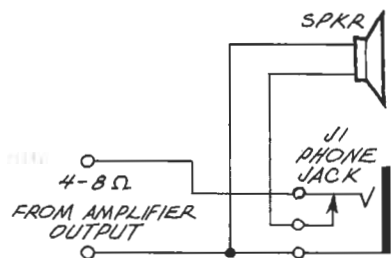 SPKR
J1
PHONE
JACK
4-8Ω
FROM AMPLIFIER
OUTPUT